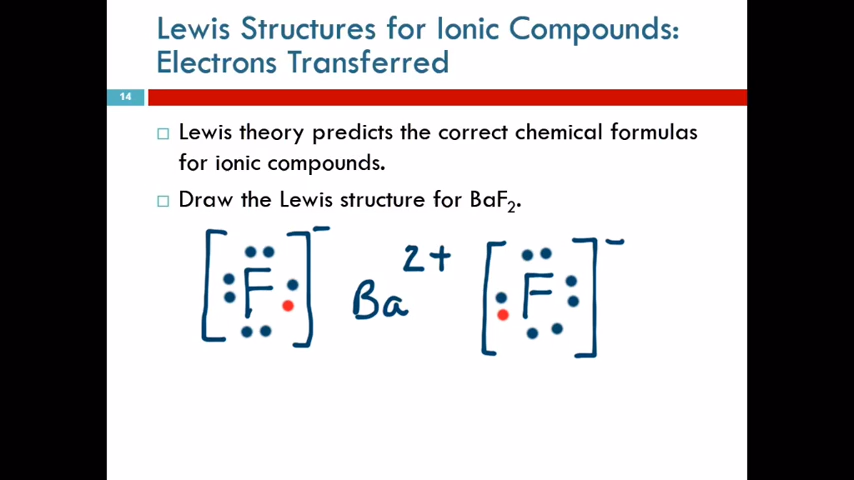 Lewis Structures for Ionic Compounds:
Electrons Transferred
14
Lewis theory predicts the correct chemical formulas
for ionic compounds.
Draw the Lewis structure for BaF₂.
[F]⁻ Ba²⁺ [F]⁻